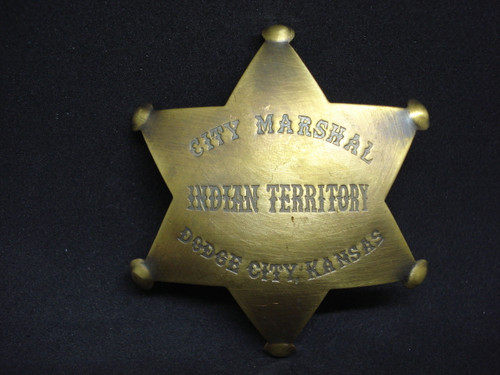 CITY MARSHAL
INDIAN TERRITORY
DODGE CITY, KANSAS